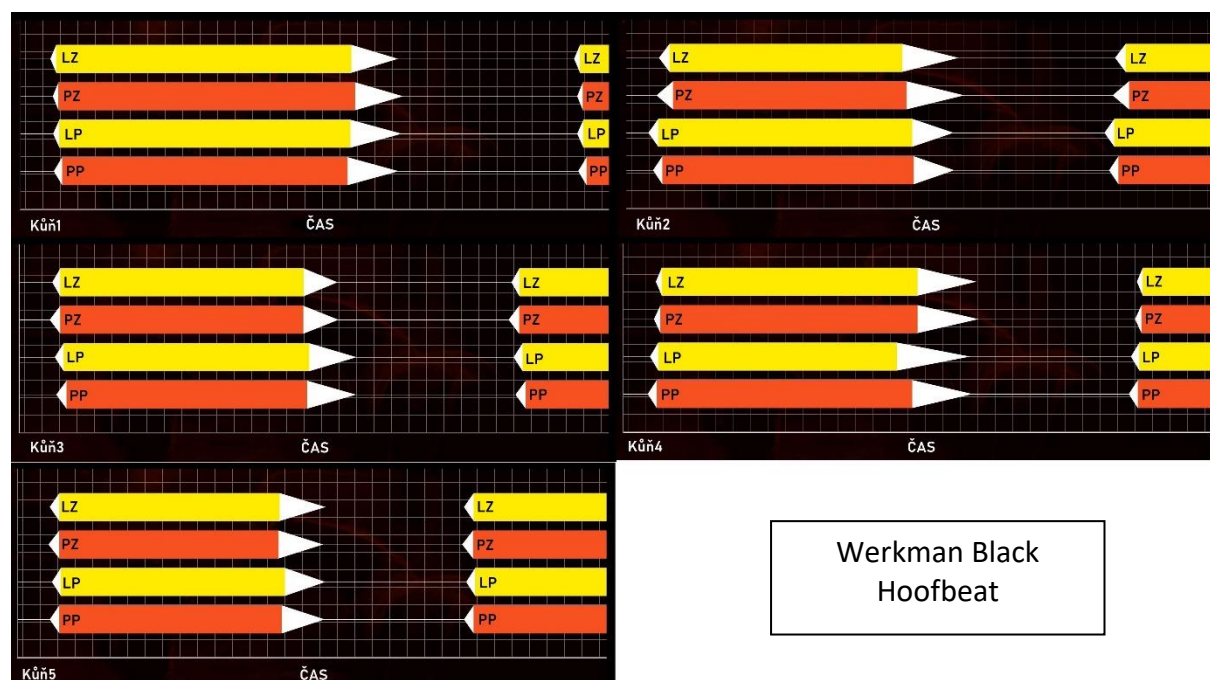 LZ LZ
PZ PZ
LP LP
PP PP
Kůň1 ČAS
LZ LZ
PZ PZ
LP LP
PP PP
Kůň2 ČAS
LZ LZ
PZ PZ
LP LP
PP PP
Kůň3 ČAS
LZ LZ
PZ PZ
LP LP
PP PP
Kůň4 ČAS
LZ LZ
PZ PZ
LP LP
PP PP
Kůň5 ČAS
Werkman Black
Hoofbeat